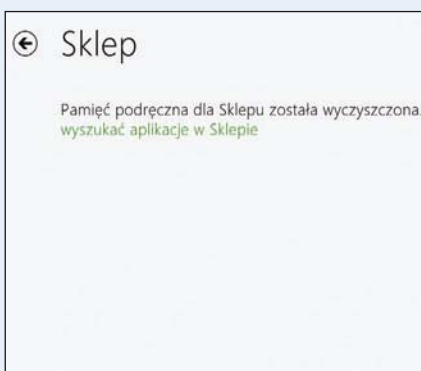 Sklep
Pamięć podręczna dla Sklepu została wyczyszczona.
wyszukać aplikacje w Sklepie